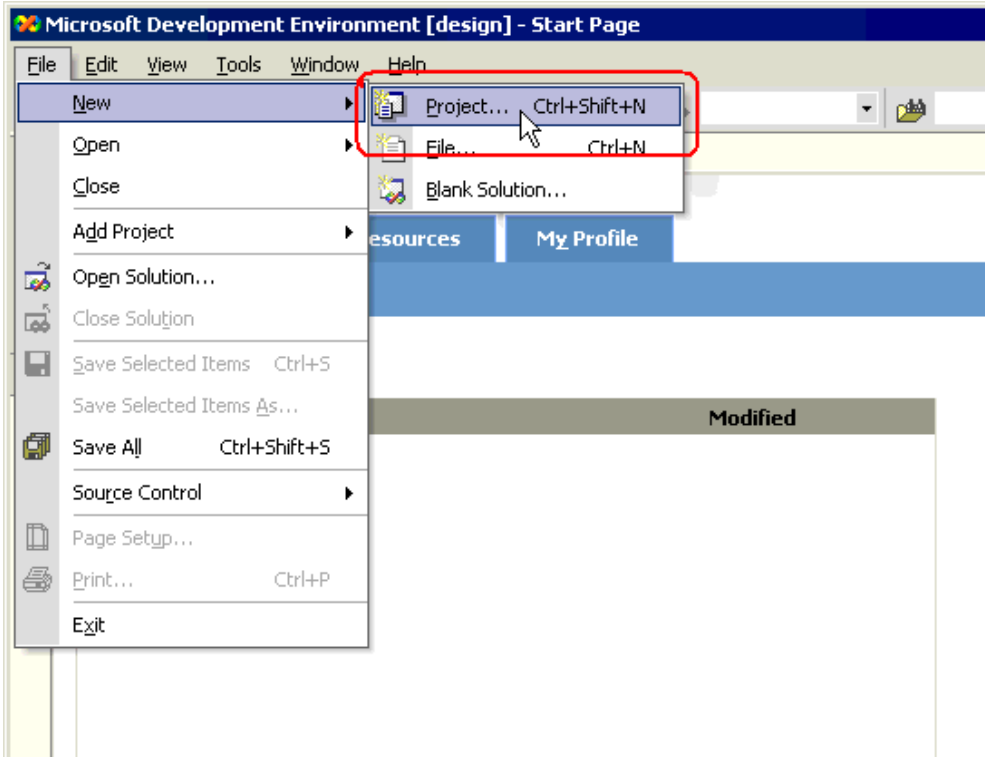 Microsoft Development Environment [design] - Start Page
File Edit View Tools Window Help
New
Project... Ctrl+Shift+N
Open
File... Ctrl+N
Close
Blank Solution...
Add Project
esources My Profile
Open Solution...
Close Solution
Save Selected Items Ctrl+S
Save Selected Items As...
Modified
Save All Ctrl+Shift+S
Source Control
Page Setup...
Print... Ctrl+P
Exit